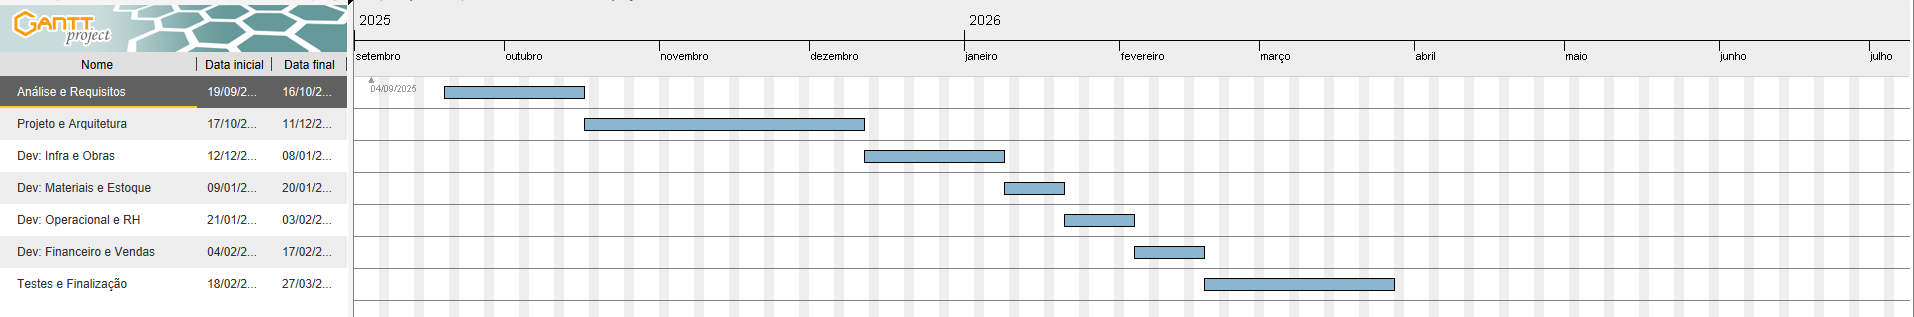 GANTT
project
2025
2026
setembro outubro novembro dezembro janeiro fevereiro março abril maio junho julho
Nome Data inicial Data final
04/09/2025
Análise e Requisitos 19/09/2... 16/10/2...
Projeto e Arquitetura 17/10/2... 11/12/2...
Dev: Infra e Obras 12/12/2... 08/01/2...
Dev: Materiais e Estoque 09/01/2... 20/01/2...
Dev: Operacional e RH 21/01/2... 03/02/2...
Dev: Financeiro e Vendas 04/02/2... 17/02/2...
Testes e Finalização 18/02/2... 27/03/2...